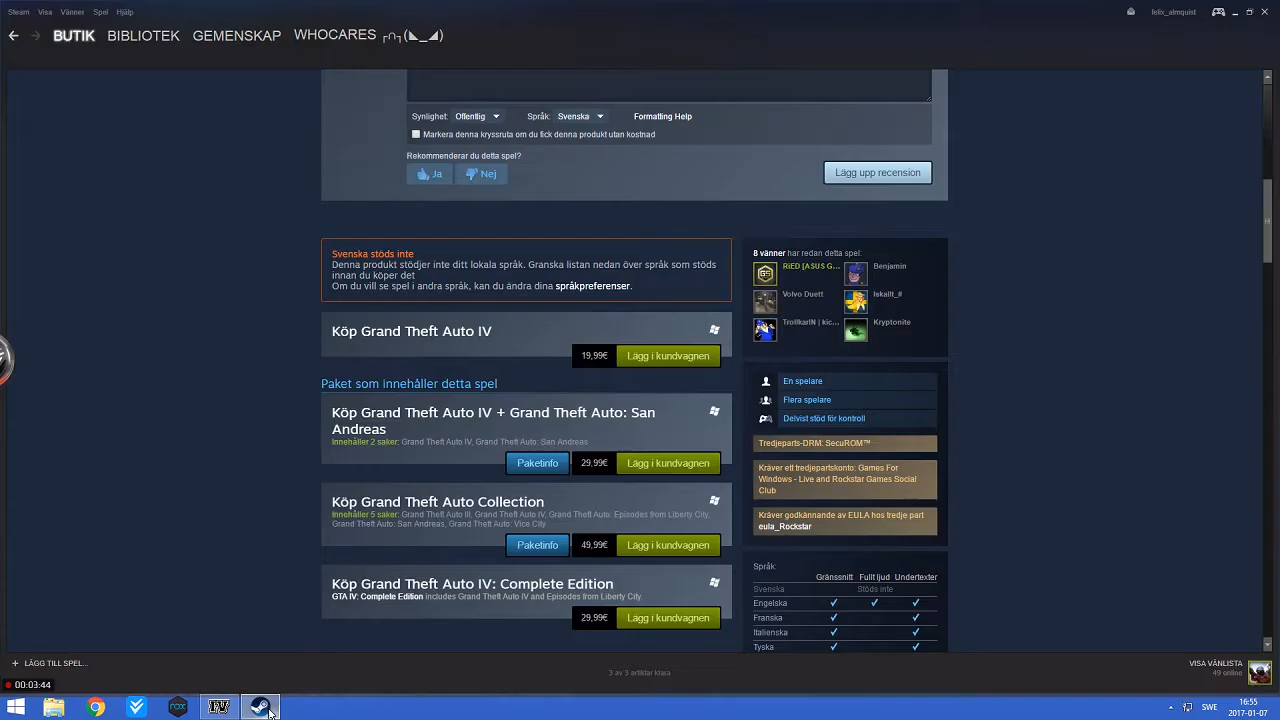 Steam Visa Vänner Spel Hjälp
felix_almquist
BUTIK BIBLIOTEK GEMENSKAP WHOCARES ╭∩╮(◣_◢)
Synlighet: Offentlig Språk: Svenska Formatting Help
Markera denna kryssruta om du fick denna produkt utan kostnad
Rekommenderar du detta spel?
Ja Nej
Lägg upp recension
Svenska stöds inte
Denna produkt stödjer inte ditt lokala språk. Granska listan nedan över språk som stöds
innan du köper det
Om du vill se spel i andra språk, kan du ändra dina språkpreferenser.
Köp Grand Theft Auto IV
19,99€ Lägg i kundvagnen
Paket som innehåller detta spel
Köp Grand Theft Auto IV + Grand Theft Auto: San
Andreas
Innehåller 2 saker: Grand Theft Auto IV, Grand Theft Auto: San Andreas
Paketinfo 29,99€ Lägg i kundvagnen
Köp Grand Theft Auto Collection
Innehåller 5 saker: Grand Theft Auto III, Grand Theft Auto IV, Grand Theft Auto: Episodes from Liberty City,
Grand Theft Auto: San Andreas, Grand Theft Auto: Vice City
Paketinfo 49,99€ Lägg i kundvagnen
Köp Grand Theft Auto IV: Complete Edition
GTA IV: Complete Edition includes Grand Theft Auto IV and Episodes from Liberty City.
29,99€ Lägg i kundvagnen
8 vänner har redan detta spel:
RiED [ASUS G... Benjamin
Volvo Duett Iskallt_#
TrollkarlN | kic... Kryptonite
En spelare
Flera spelare
Delvist stöd för kontroll
Tredjeparts-DRM: SecuROM™
Kräver ett tredjepartskonto: Games For
Windows - Live and Rockstar Games Social
Club
Kräver godkännande av EULA hos tredje part
eula_Rockstar
Språk:
Gränssnitt Fullt ljud Undertexter
Svenska Stöds inte
Engelska ✓ ✓ ✓
Franska ✓ ✓
Italienska ✓ ✓
Tyska ✓ ✓
+ LÄGG TILL SPEL...
3 av 3 artiklar klara
VISA VÄNLISTA
49 online
00:03:44
nox
SWE
16:55
2017-01-07